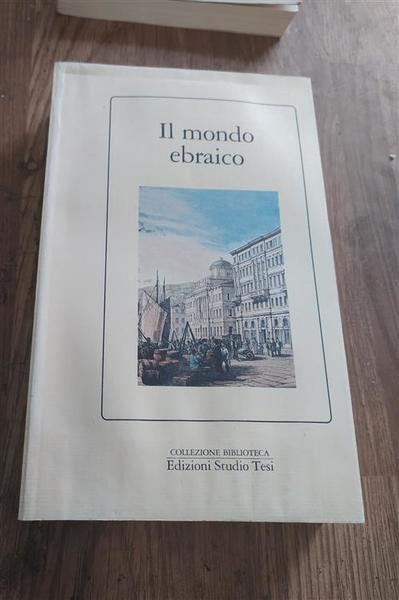 Il mondo
ebraico
COLLEZIONE BIBLIOTECA
Edizioni Studio Tesi